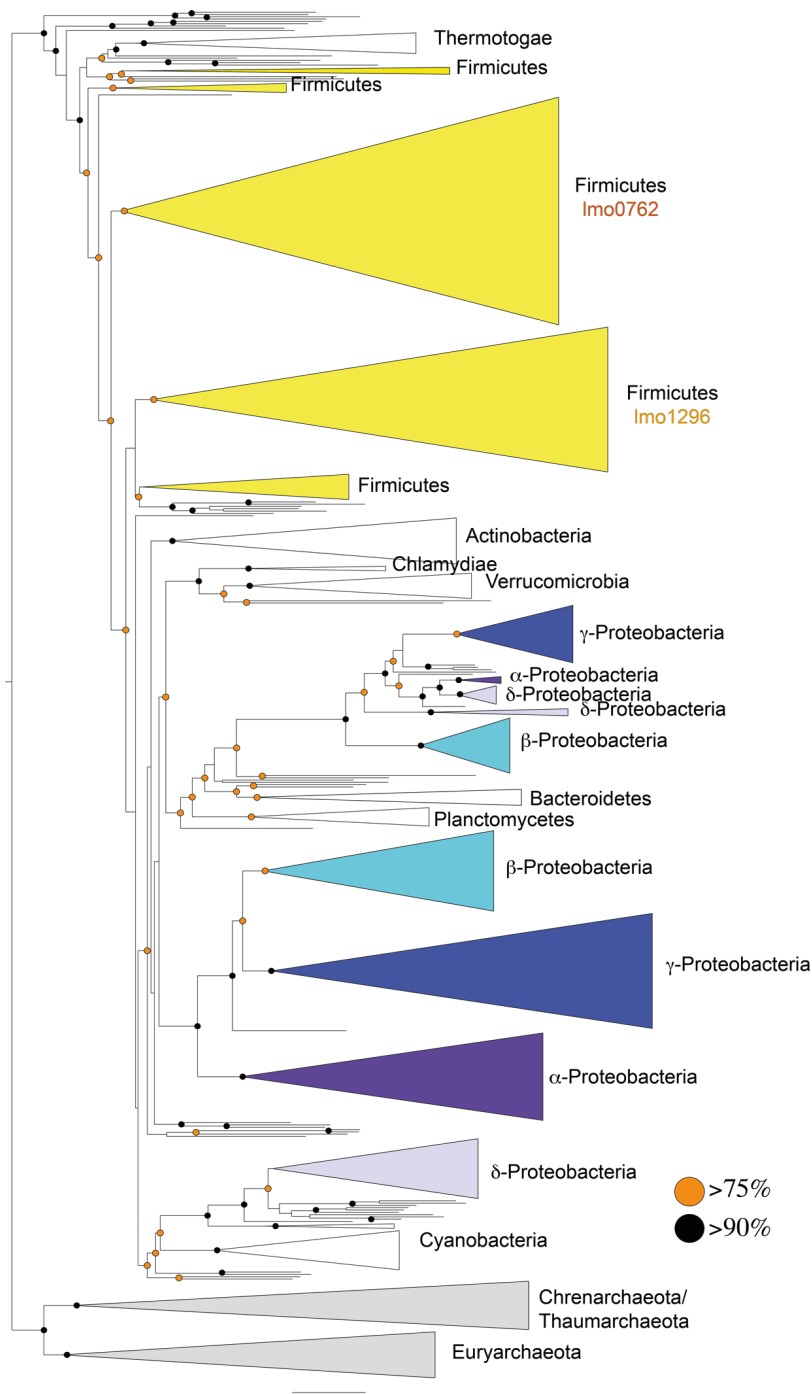 Thermotogae
Firmicutes
Firmicutes
Firmicutes
lmo0762
Firmicutes
lmo1296
Firmicutes
Actinobacteria
Chlamydiae
Verrucomicrobia
γ-Proteobacteria
α-Proteobacteria
δ-Proteobacteria
δ-Proteobacteria
β-Proteobacteria
Bacteroidetes
Planctomycetes
β-Proteobacteria
γ-Proteobacteria
α-Proteobacteria
δ-Proteobacteria
>75%
>90%
Cyanobacteria
Chrenarchaeota/
Thaumarchaeota
Euryarchaeota